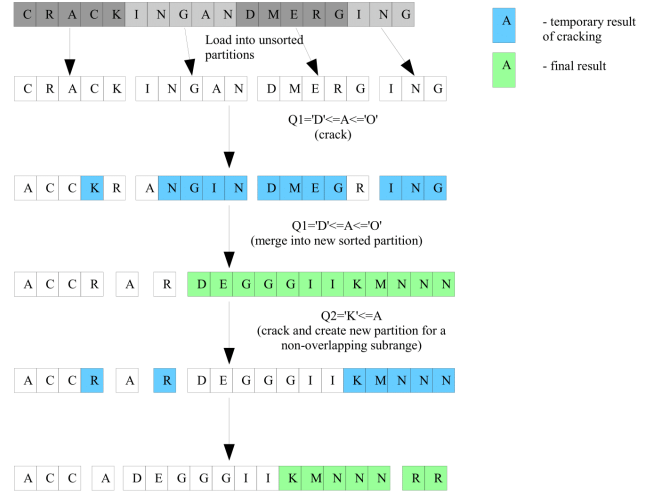 C R A C K I N G A N D M E R G I N G
A - temporary result
of cracking
Load into unsorted
partitions
A - final result
C R A C K I N G A N D M E R G I N G
Q1='D'<=A<='O'
(crack)
A C C K R A N G I N D M E G R I N G
Q1='D'<=A<='O'
(merge into new sorted partition)
A C C R A R D E G G G I I K M N N N
Q2='K'<=A
(crack and create new partition for a
non-overlapping subrange)
A C C R A R D E G G G I I K M N N N
A C C A D E G G G I I K M N N N R R